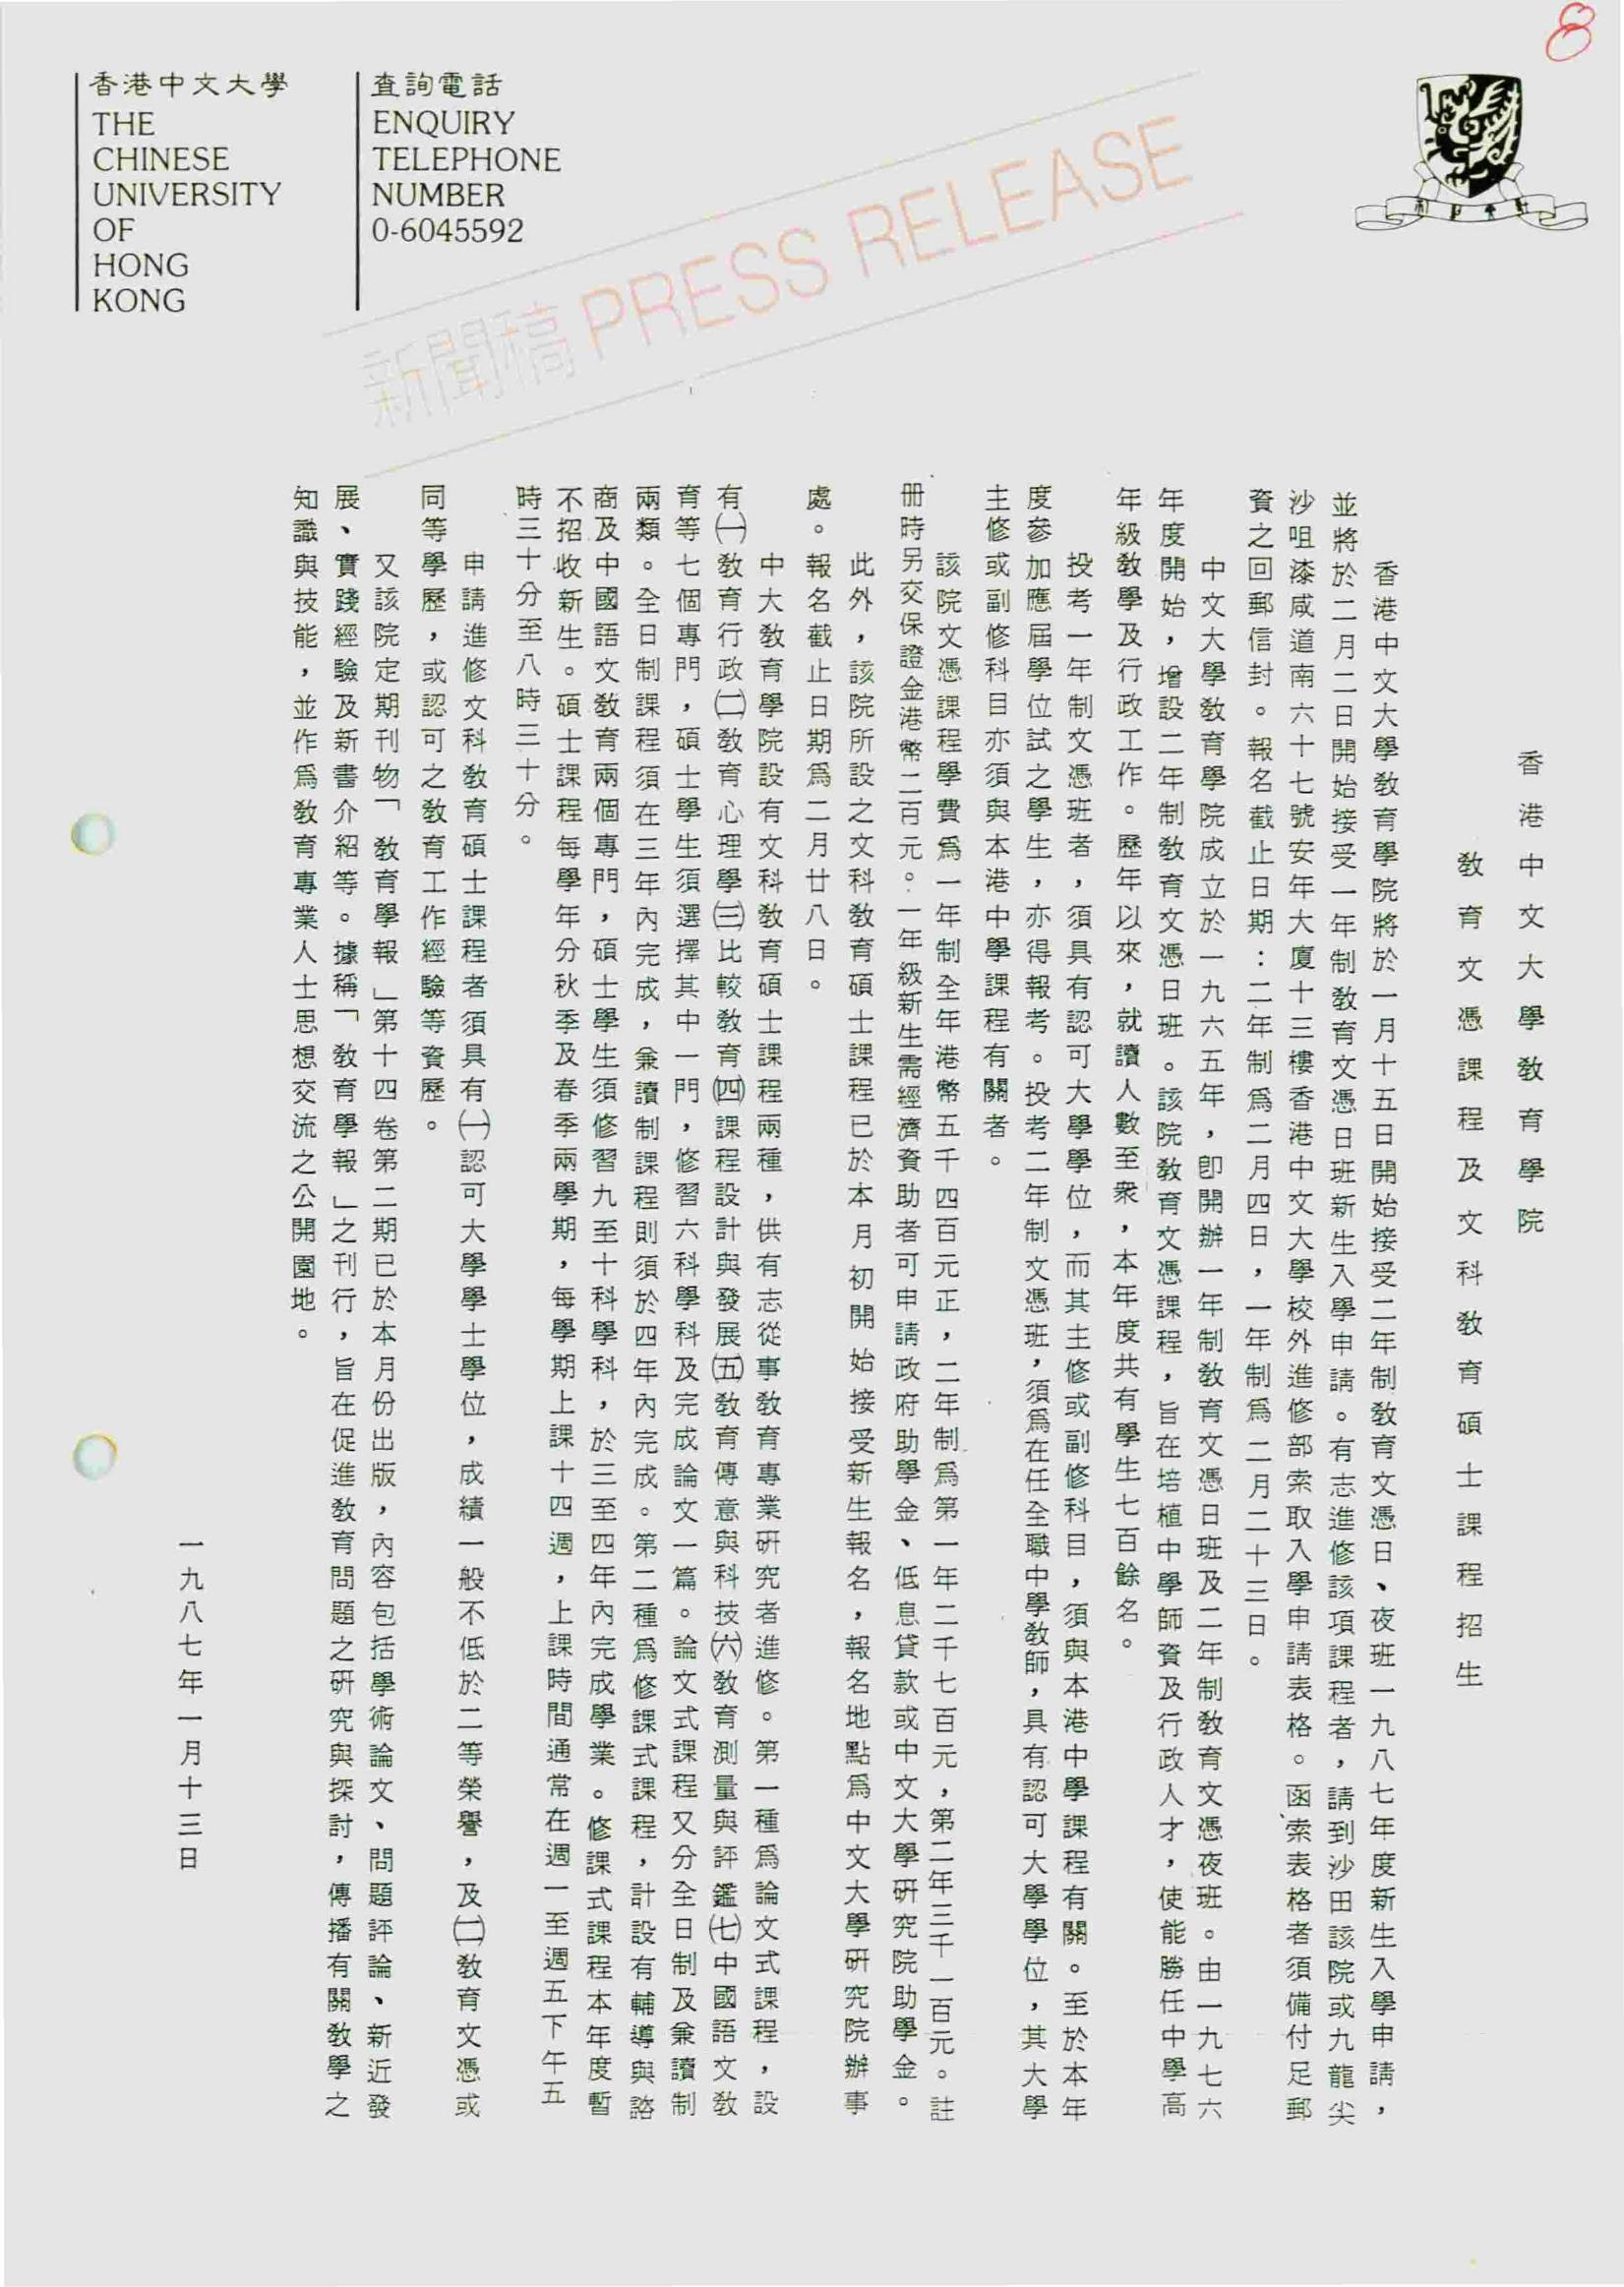 8
香港中文大學
THE
CHINESE
UNIVERSITY
OF
HONG
KONG
查詢電話
ENQUIRY
TELEPHONE
NUMBER
0-6045592
新聞稿 PRESS RELEASE
香港中文大學教育學院
教育文憑課程及文科教育碩士課程招生
香港中文大學教育學院將於一月十五日開始接受二年制教育文憑日、夜班一九八七年度新生入學申請，
並將於二月二日開始接受一年制教育文憑日班新生入學申請。有志進修該項課程者，請到沙田該院或九龍尖
沙咀漆咸道南六十七號安年大廈十三樓香港中文大學校外進修部索取入學申請表格。函索表格者須備付足郵
資之回郵信封。報名截止日期：二年制為二月四日，一年制為二月二十三日。
中文大學教育學院成立於一九六五年，即開辦一年制教育文憑日班及二年制教育文憑夜班。由一九七六
年度開始，增設二年制教育文憑日班。該院教育文憑課程，旨在培植中學師資及行政人才，使能勝任中學高
年級教學及行政工作。歷年以來，就讀人數至衆，本年度共有學生七百餘名。
投考一年制文憑班者，須具有認可大學學位，而其主修或副修科目，須與本港中學課程有關。至於本年
度參加應屆學位試之學生，亦得報考。投考二年制文憑班，須為在任全職中學教師，具有認可大學學位，其大學
主修或副修科目亦須與本港中學課程有關者。
該院文憑課程學費為一年制全年港幣五千四百元正，二年制為第一年二千七百元，第二年三千一百元。註
册時另交保證金港幣二百元。一年級新生需經濟資助者可申請政府助學金、低息貸款或中文大學研究院助學金。
此外，該院所設之文科教育碩士課程已於本月初開始接受新生報名，報名地點為中文大學研究院辦事
處。報名截止日期為二月廿八日。
中大教育學院設有文科教育碩士課程兩種，供有志從事教育專業研究者進修。第一種為論文式課程，設
有㈠教育行政㈡教育心理學㈢比較教育㈣課程設計與發展㈤教育傳意與科技㈥教育測量與評鑑㈦中國語文教
育等七個專門，碩士學生須選擇其中一門，修習六科學科及完成論文一篇。論文式課程又分全日制及兼讀制
兩類。全日制課程須在三年內完成，兼讀制課程則須於四年內完成。第二種為修課式課程，計設有輔導與諮
商及中國語文教育兩個專門，碩士學生須修習九至十科學科，於三至四年內完成學業。修課式課程本年度暫
不招收新生。碩士課程每學年分秋季及春季兩學期，每學期上課十四週，上課時間通常在週一至週五下午五
時三十分至八時三十分。
申請進修文科教育碩士課程者須具有㈠認可大學學士學位，成績一般不低於二等榮譽，及㈡教育文憑或
同等學歷，或認可之教育工作經驗等資歷。
又該院定期刊物「教育學報」第十四卷第二期已於本月份出版，內容包括學術論文、問題評論、新近發
展、實踐經驗及新書介紹等。據稱「教育學報」之刊行，旨在促進教育問題之研究與探討，傳播有關教學之
知識與技能，並作為教育專業人士思想交流之公開園地。
一九八七年一月十三日